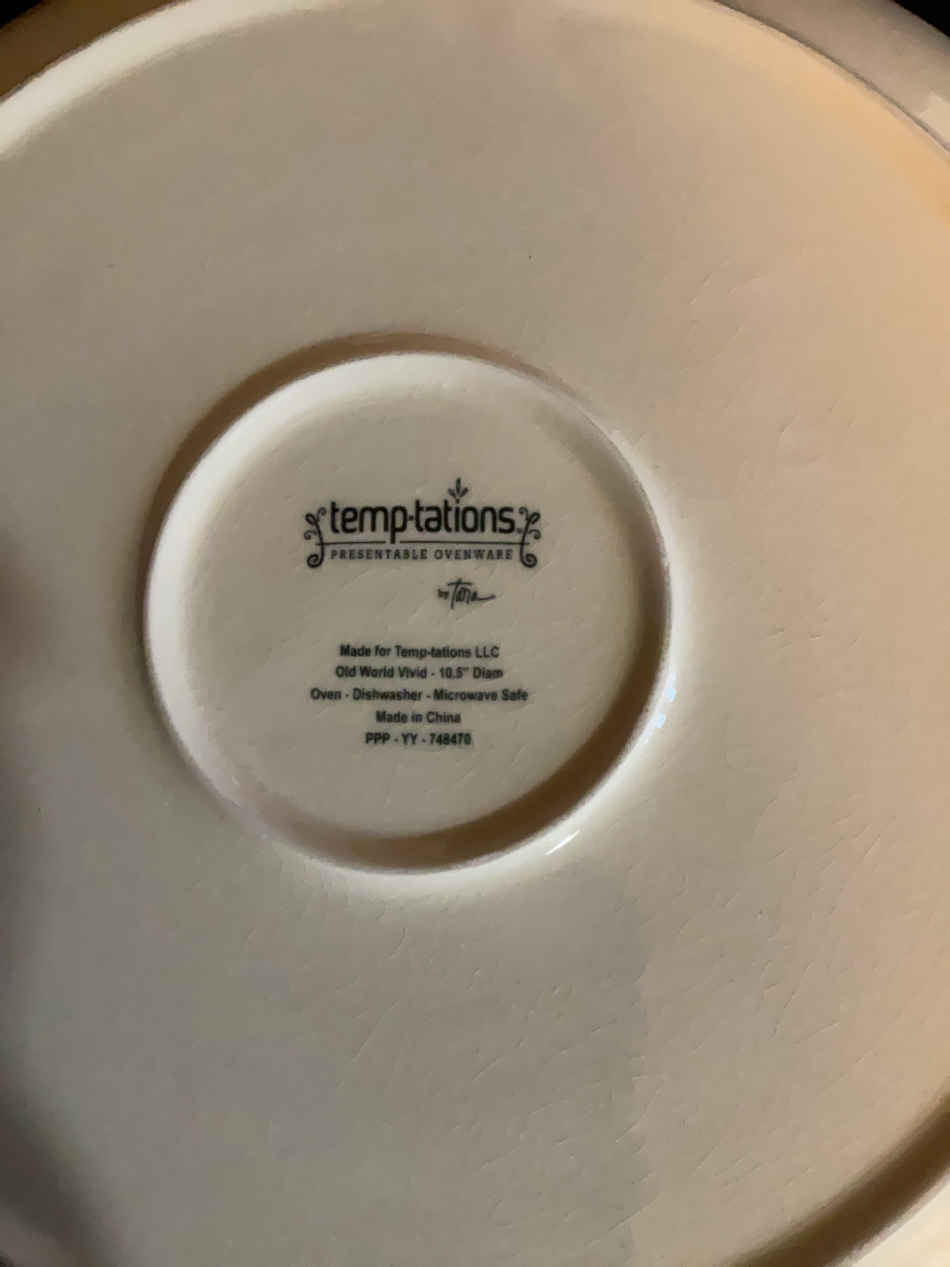 temp-tations
PRESENTABLE OVENWARE
by Tara
Made for Temp-tations LLC
Old World Vivid - 10.5" Diam
Oven - Dishwasher - Microwave Safe
Made in China
PPP - YY - 748470